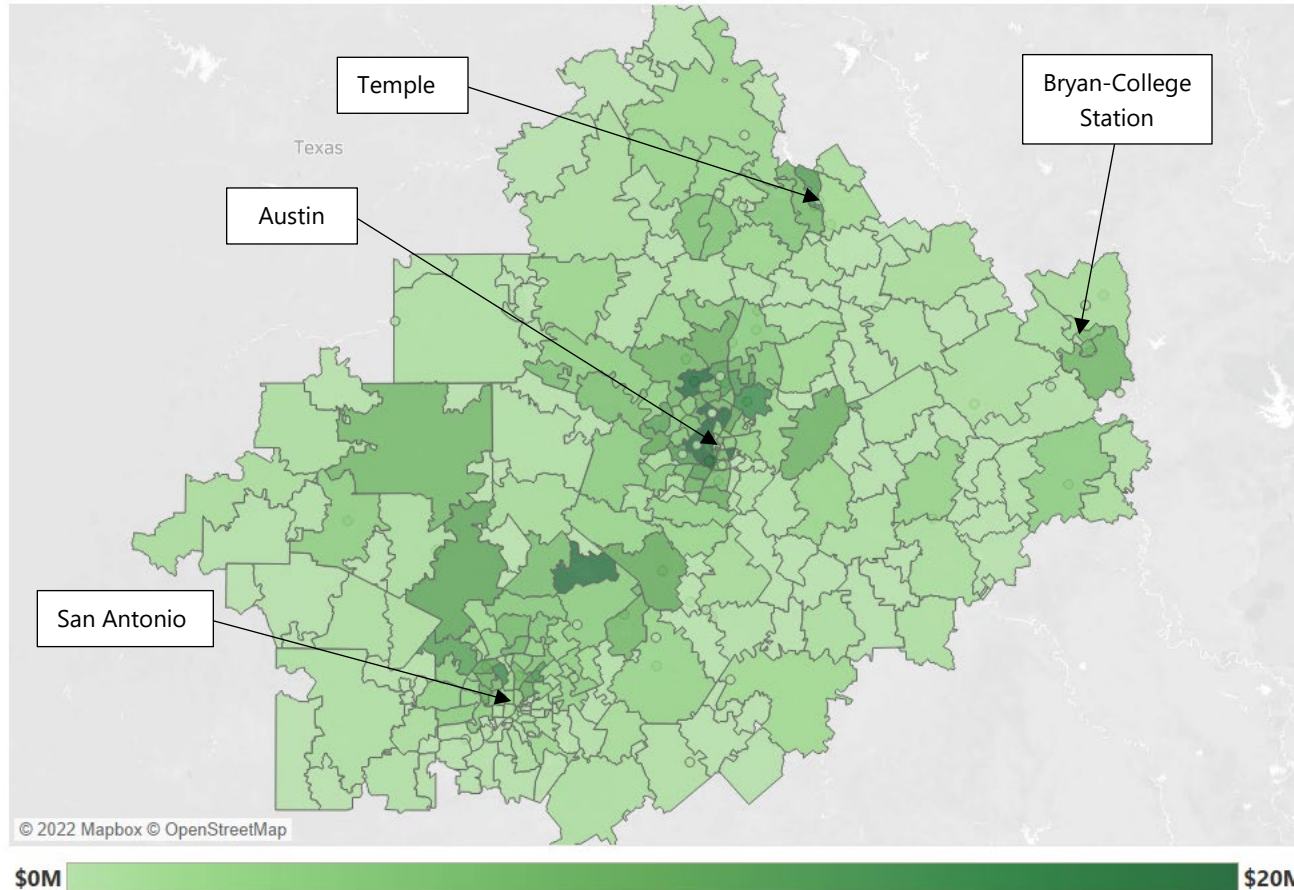 Temple
Bryan-College
Station
Texas
Austin
San Antonio
© 2022 Mapbox © OpenStreetMap
$0M
$20M